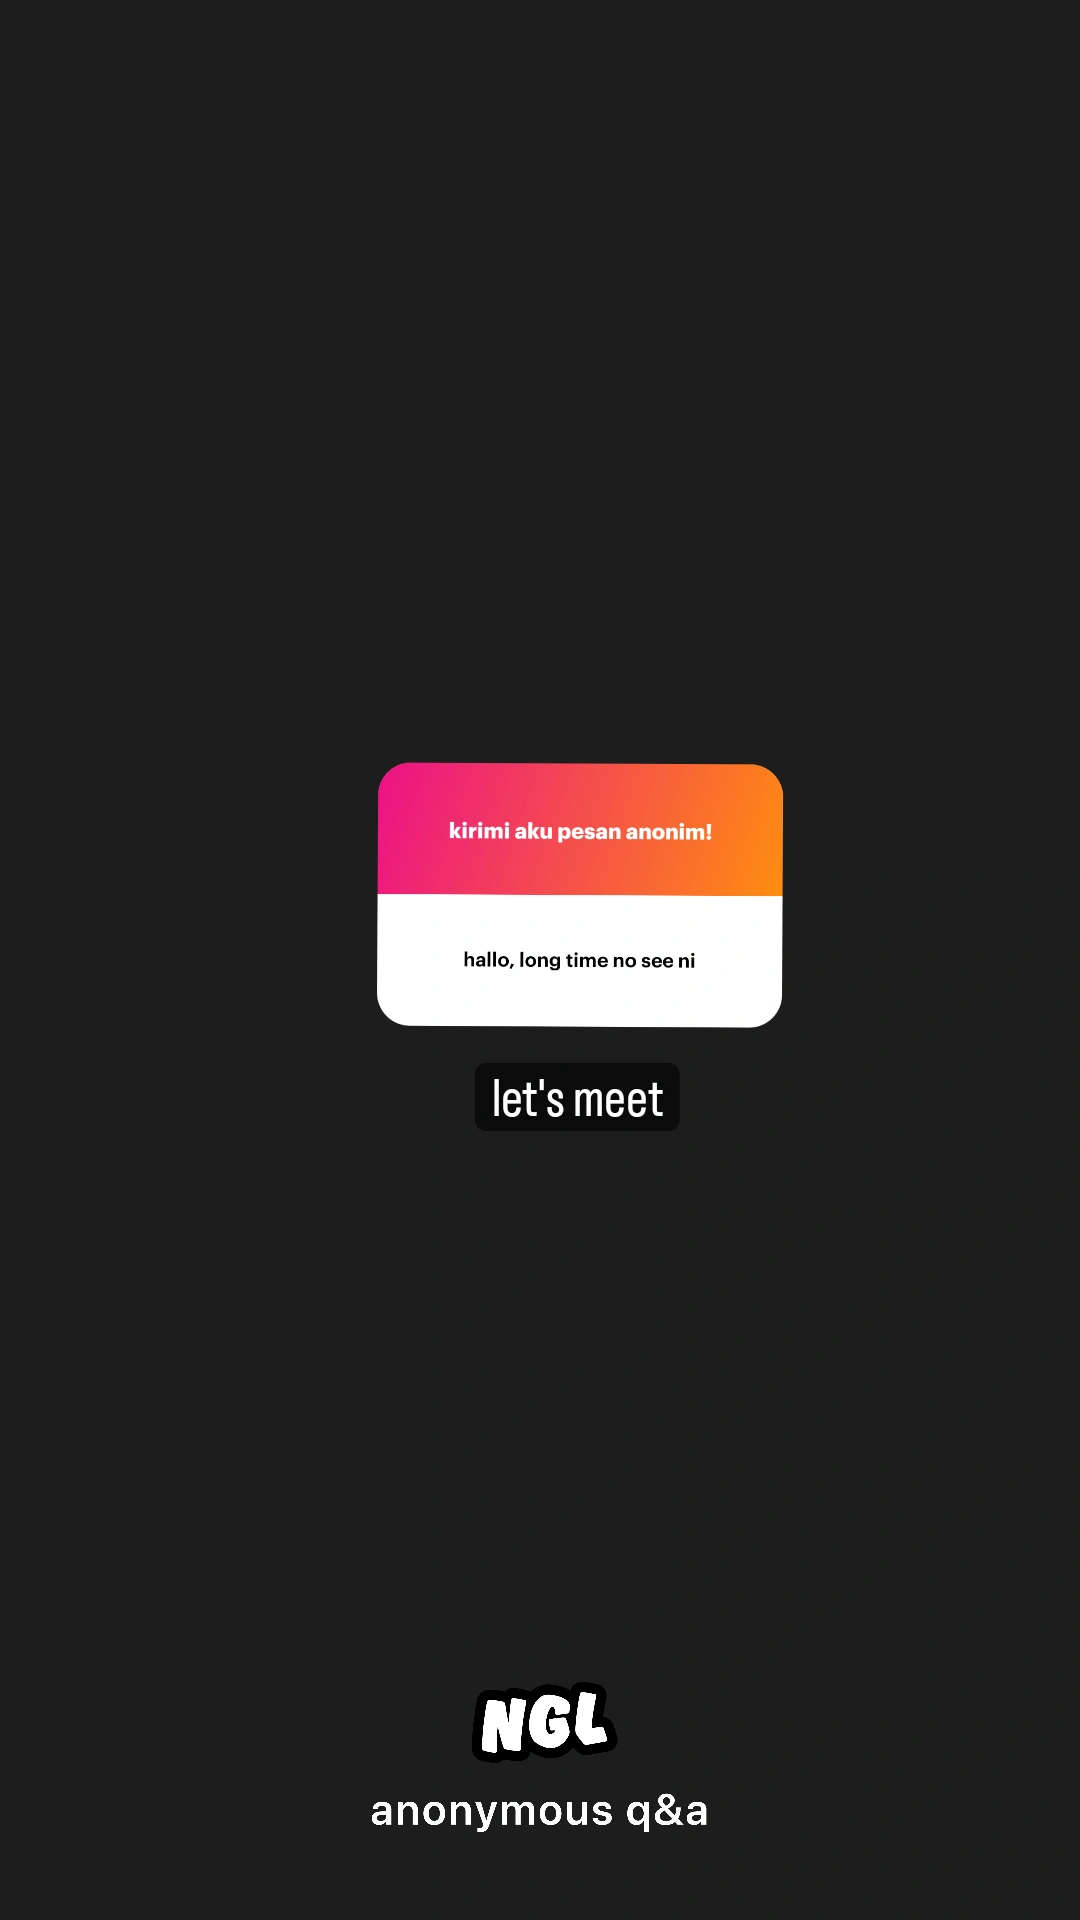 kirimi aku pesan anonim!
hallo, long time no see ni
let's meet
NGL
anonymous q&a